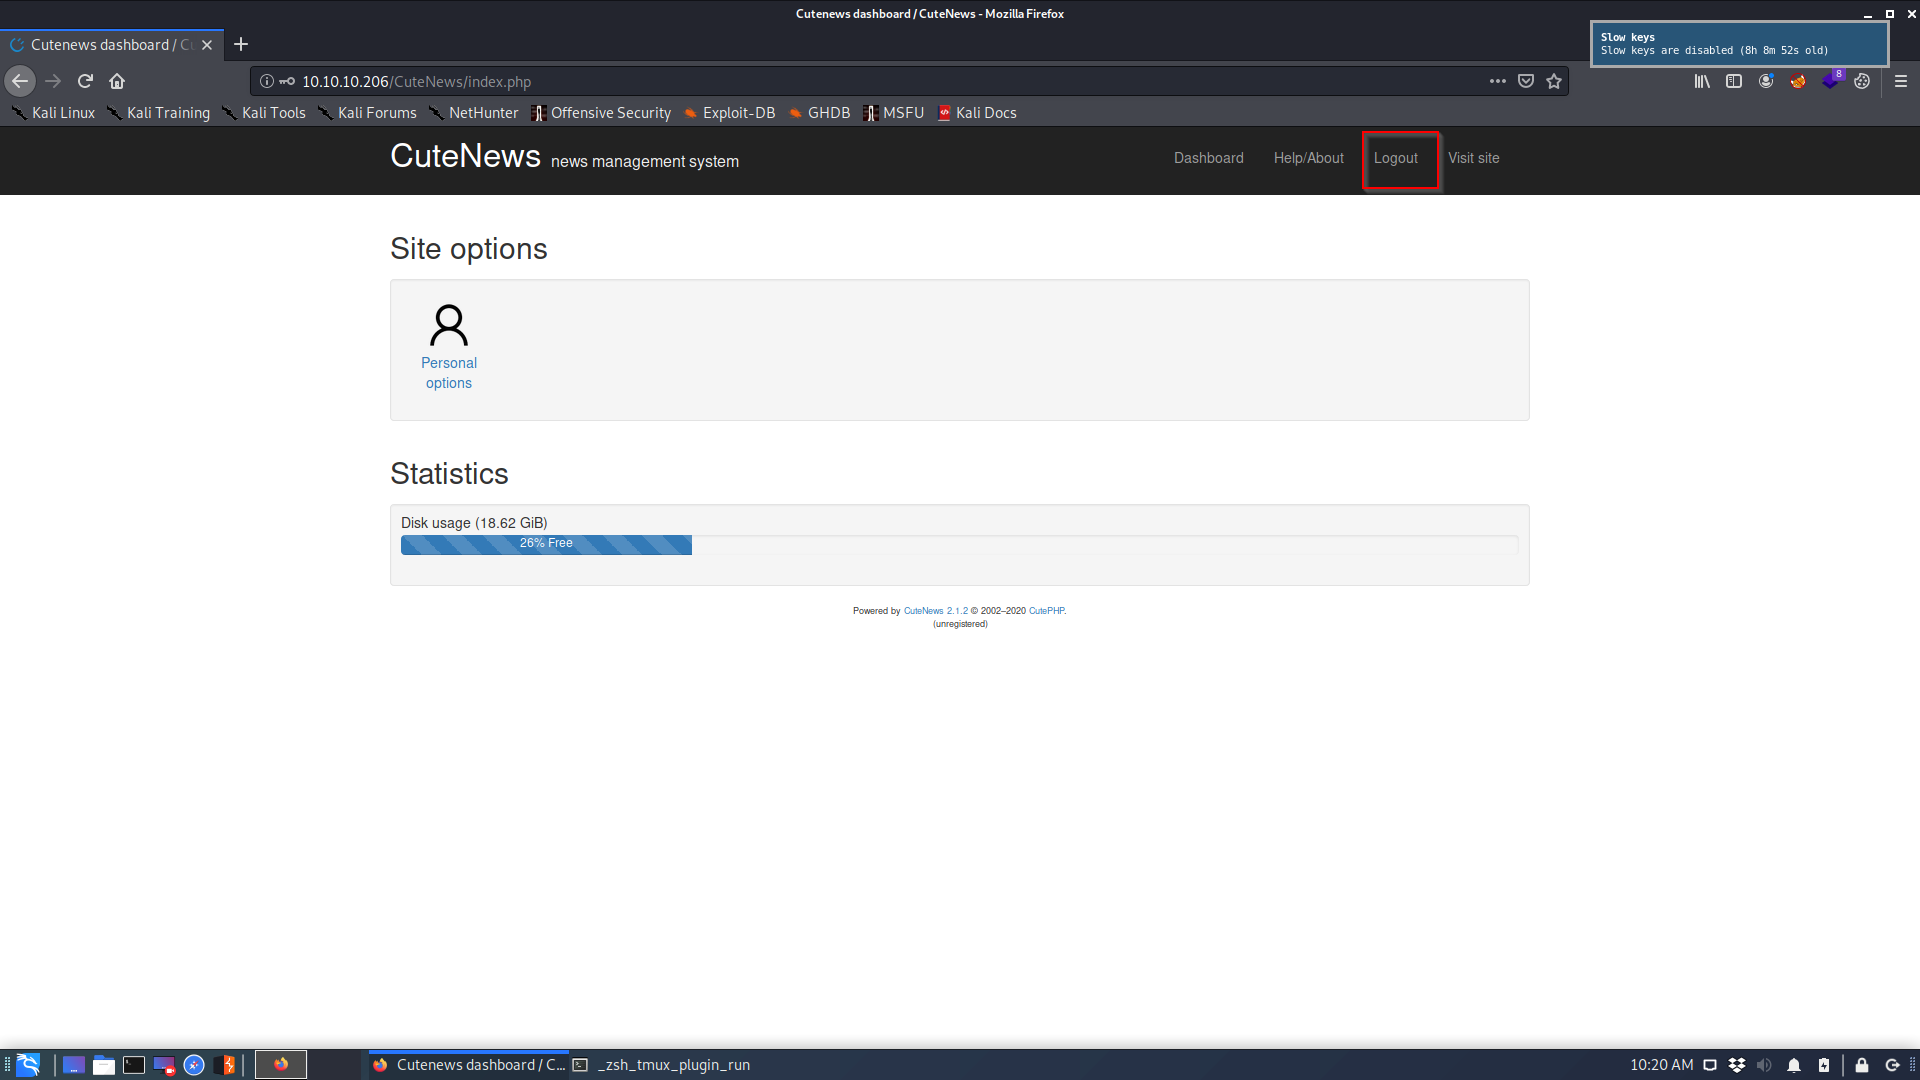 Cutenews dashboard / CuteNews - Mozilla Firefox
Cutenews dashboard / Cu
Slow keys
Slow keys are disabled (8h 8m 52s old)
10.10.10.206/CuteNews/index.php
8
Kali Linux Kali Training Kali Tools Kali Forums NetHunter Offensive Security Exploit-DB GHDB MSFU Kali Docs
CuteNews news management system Dashboard Help/About Logout Visit site
Site options
Personal
options
Statistics
Disk usage (18.62 GiB)
26% Free
Powered by CuteNews 2.1.2 © 2002–2020 CutePHP.
(unregistered)
Cutenews dashboard / C... _zsh_tmux_plugin_run 10:20 AM